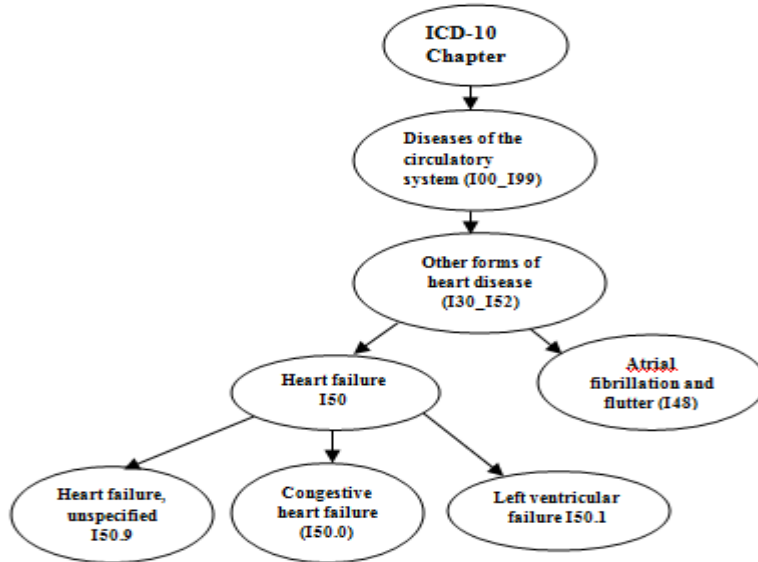 ICD-10
Chapter
Diseases of the
circulatory
system (I00_I99)
Other forms of
heart disease
(I30_I52)
Heart failure
I50
Atrial
fibrillation and
flutter (I48)
Heart failure,
unspecified
I50.9
Congestive
heart failure
(I50.0)
Left ventricular
failure I50.1